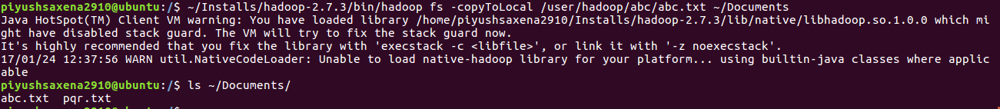 piyushsaxena2910@ubuntu:/$ ~/Installs/hadoop-2.7.3/bin/hadoop fs -copyToLocal /user/hadoop/abc/abc.txt ~/Documents
Java HotSpot(TM) Client VM warning: You have loaded library /home/piyushsaxena2910/Installs/hadoop-2.7.3/lib/native/libhadoop.so.1.0.0 which mi
ght have disabled stack guard. The VM will try to fix the stack guard now.
It's highly recommended that you fix the library with 'execstack -c <libfile>', or link it with '-z noexecstack'.
17/01/24 12:37:56 WARN util.NativeCodeLoader: Unable to load native-hadoop library for your platform... using builtin-java classes where applic
able
piyushsaxena2910@ubuntu:/$ ls ~/Documents/
abc.txt  pqr.txt
piyushsaxena2910@ubuntu:/$